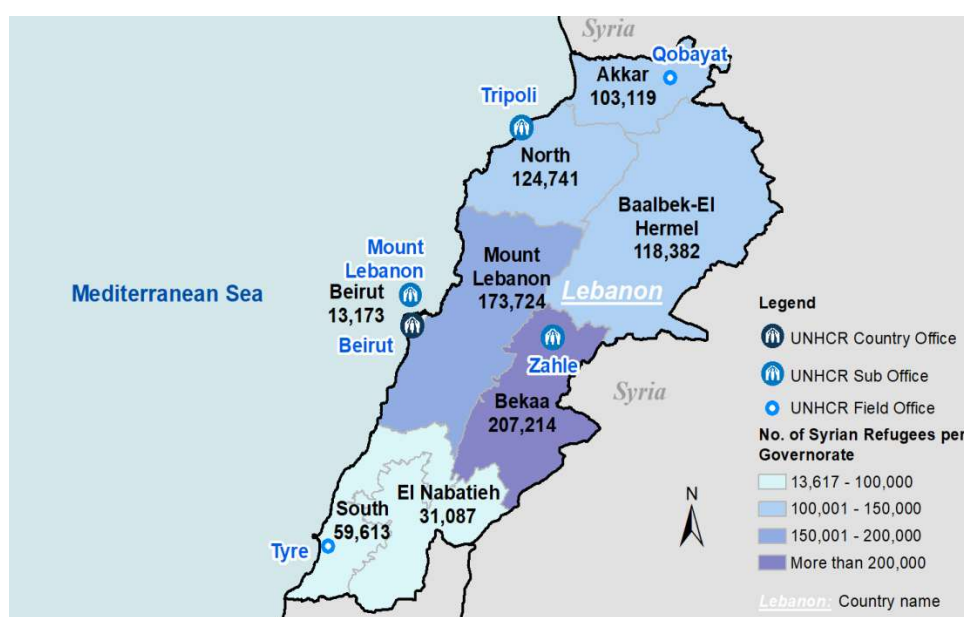 Syria
Qobayat
Akkar
103,119
Tripoli
North
124,741
Baalbek-El
Hermel
118,382
Mount
Lebanon
Mount
Lebanon
173,724
Beirut
13,173
Lebanon
Mediterranean Sea
Beirut
Zahle
Syria
Bekaa
207,214
El Nabatieh
31,087
South
59,613
Tyre
N
Legend
UNHCR Country Office
UNHCR Sub Office
UNHCR Field Office
No. of Syrian Refugees per
Governorate
13,617 - 100,000
100,001 - 150,000
150,001 - 200,000
More than 200,000
Lebanon: Country name